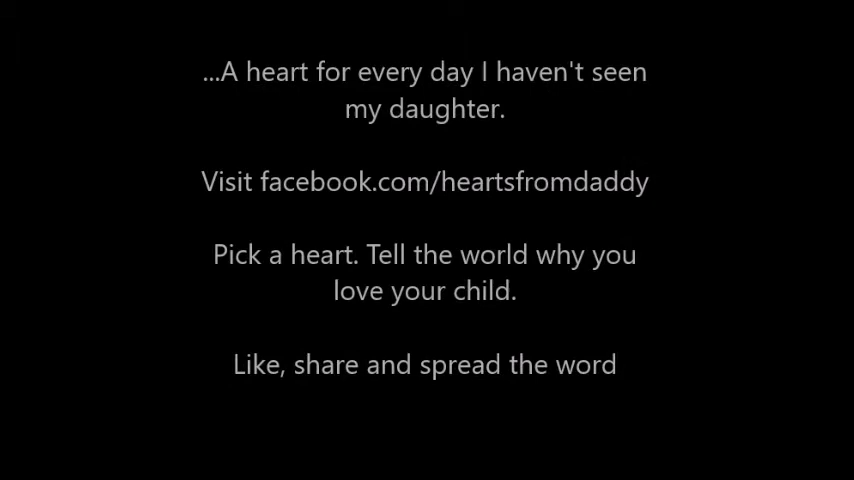 ...A heart for every day I haven't seen
my daughter.
Visit facebook.com/heartsfromdaddy
Pick a heart. Tell the world why you
love your child.
Like, share and spread the word